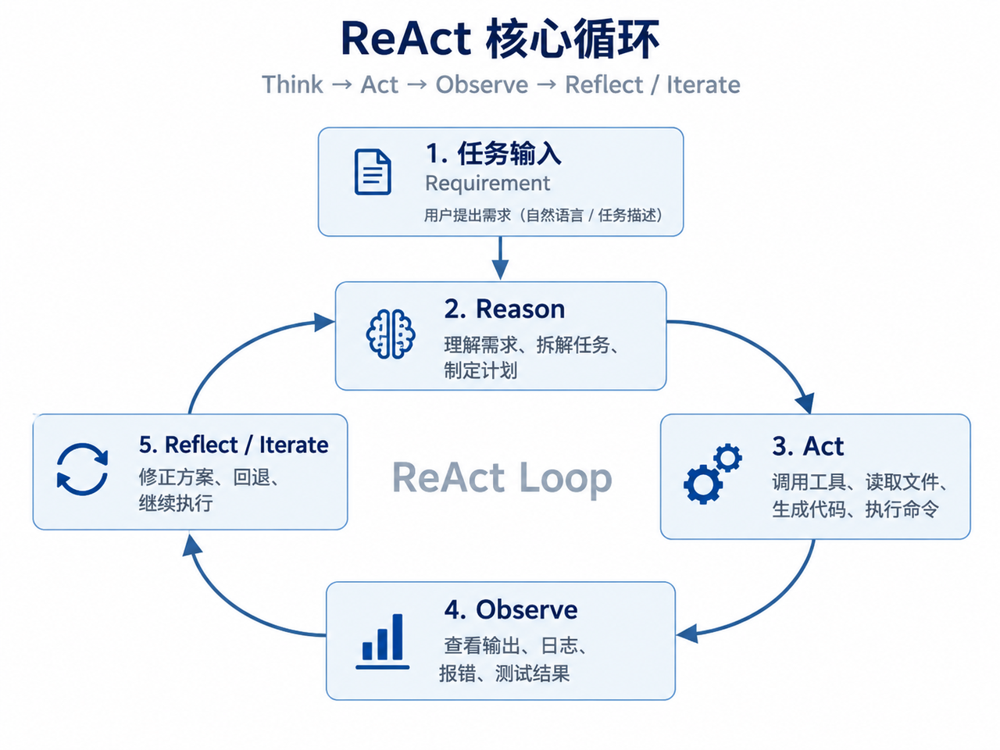 ReAct 核心循环
Think → Act → Observe → Reflect / Iterate
1. 任务输入
Requirement
用户提出需求（自然语言 / 任务描述）
2. Reason
理解需求、拆解任务、
制定计划
3. Act
调用工具、读取文件、
生成代码、执行命令
ReAct Loop
4. Observe
查看输出、日志、
报错、测试结果
5. Reflect / Iterate
修正方案、回退、
继续执行